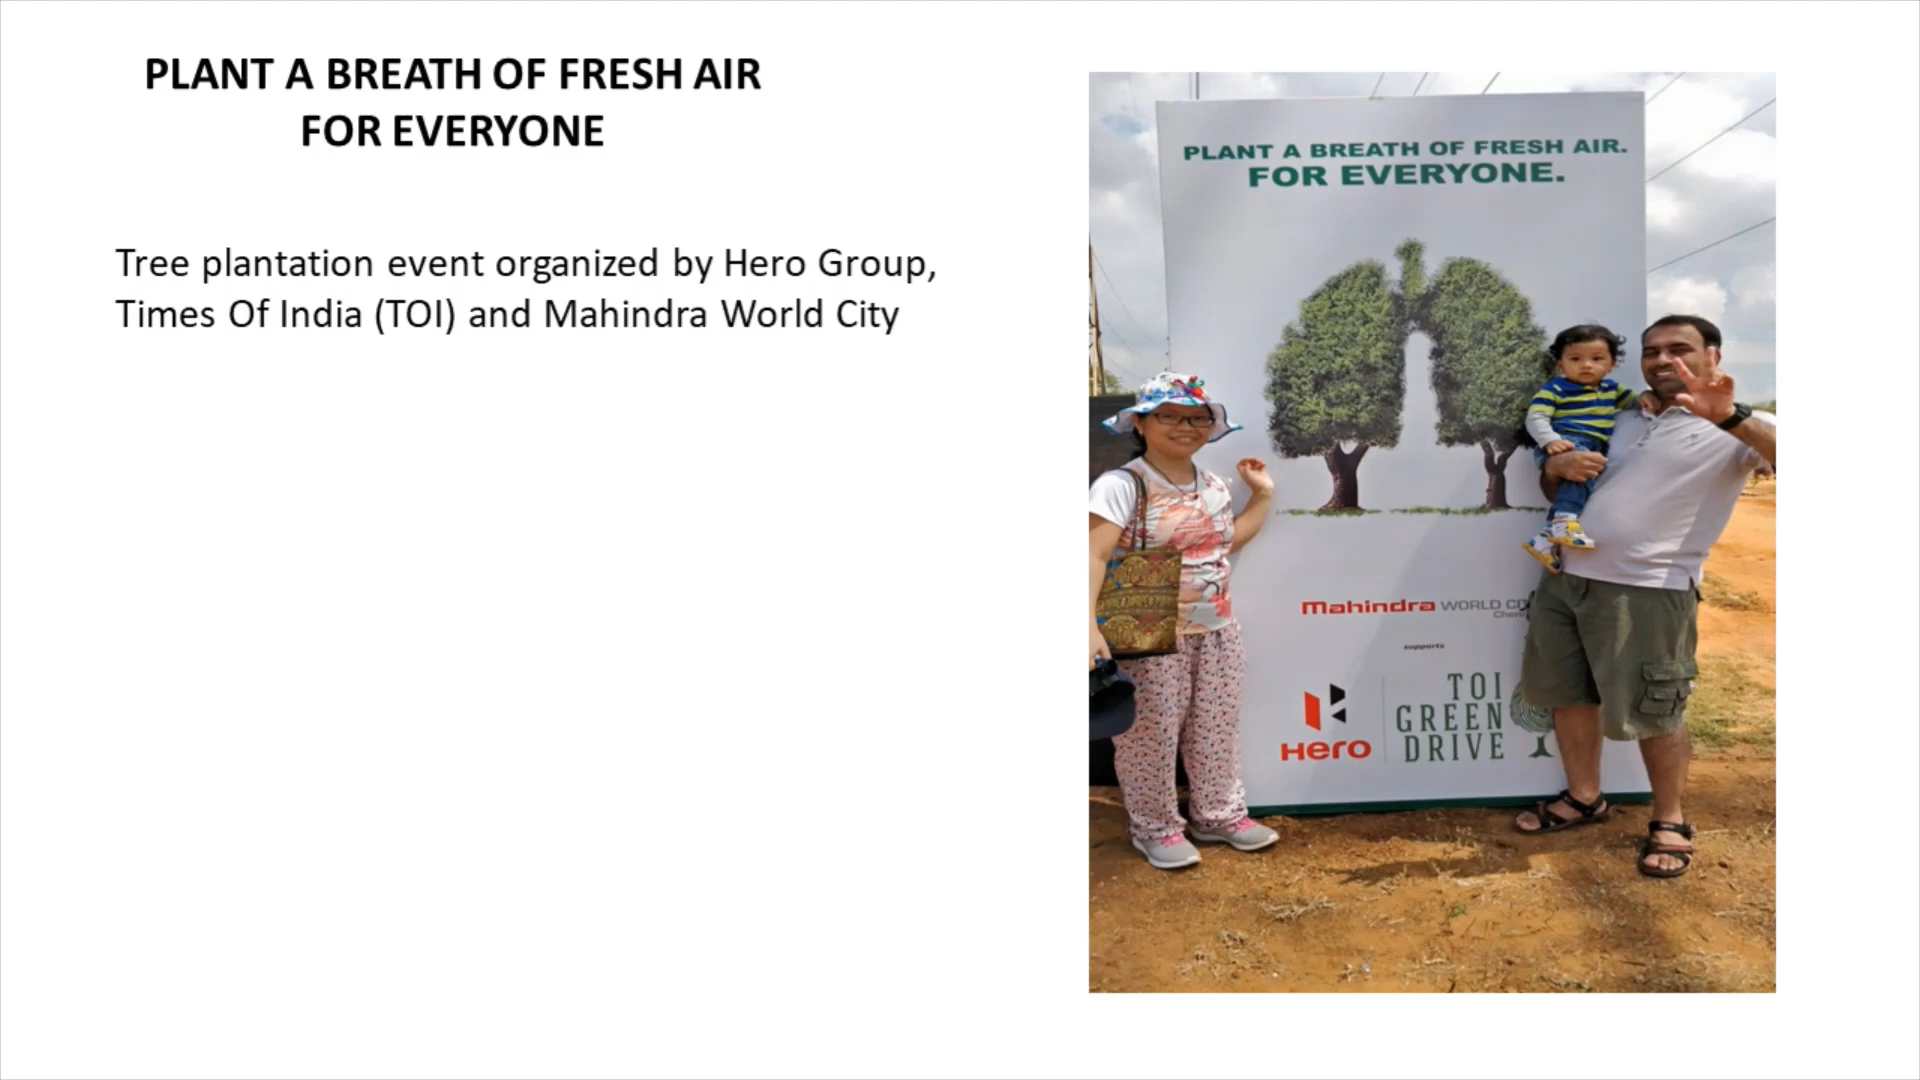 PLANT A BREATH OF FRESH AIR
FOR EVERYONE
Tree plantation event organized by Hero Group,
Times Of India (TOI) and Mahindra World City
PLANT A BREATH OF FRESH AIR.
FOR EVERYONE.
Mahindra WORLD
supports
Hero
TOI
GREEN
DRIVE